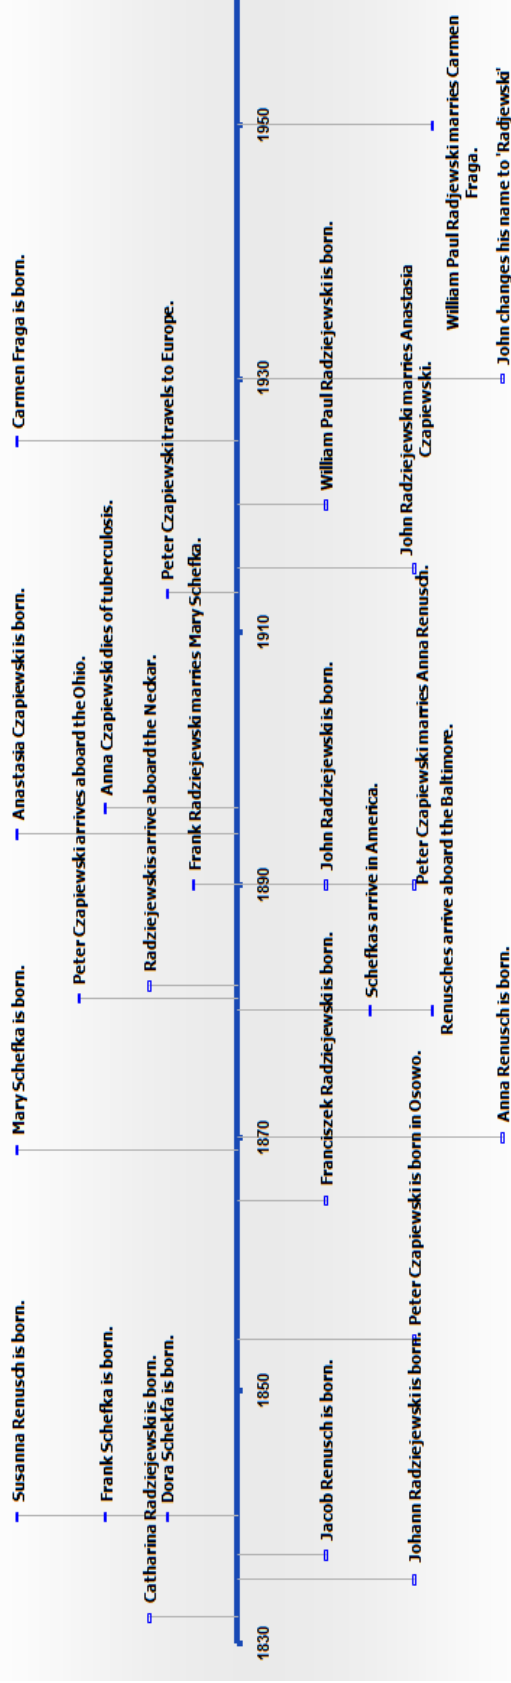 Susanna Renusch is born.
Mary Schefka is born.
Anastasia Czapiewski is born.
Carmen Fraga is born.
Peter Czapiewski arrives aboard the Ohio.
Frank Schefka is born.
Anna Czapiewski dies of tuberculosis.
Catharina Radziejewski is born.
Radziejewskis arrive aboard the Neckar.
Dora Schekfa is born.
Peter Czapiewski travels to Europe.
Frank Radziejewski marries Mary Schefka.
1830
1850
1870
1890
1910
1930
1950
Jacob Renusch is born.
Franciszek Radziejewski is born.
John Radziejewski is born.
William Paul Radziejewski is born.
Schefkas arrive in America.
Johann Radziejewski is born.
Peter Czapiewski is born in Osowo.
Peter Czapiewski marries Anna Renusch.
John Radziejewski marries Anastasia
Czapiewski.
Renusches arrive aboard the Baltimore.
William Paul Radjewski marries Carmen
Fraga.
Anna Renusch is born.
John changes his name to 'Radjewski'